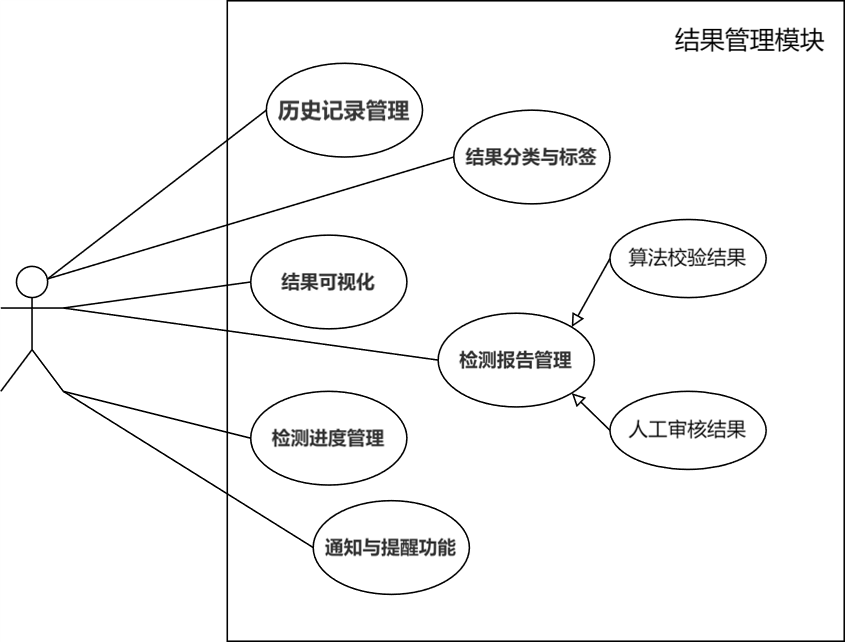 结果管理模块
历史记录管理
结果分类与标签
算法校验结果
结果可视化
检测报告管理
人工审核结果
检测进度管理
通知与提醒功能